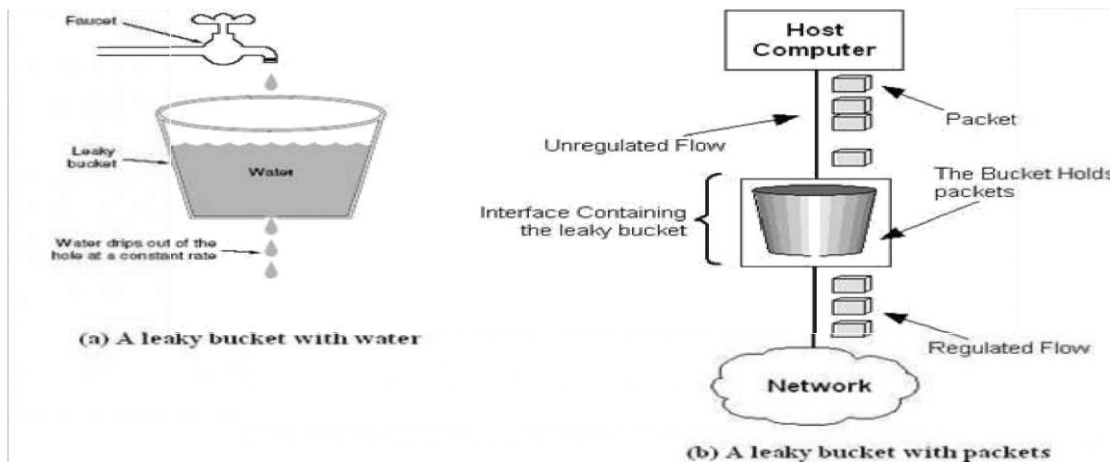 Faucet
Leaky
bucket
Water
Water drips out of the
hole at a constant rate
(a) A leaky bucket with water
Host
Computer
Packet
Unregulated Flow
The Bucket Holds
packets
Interface Containing
the leaky bucket
Regulated Flow
Network
(b) A leaky bucket with packets